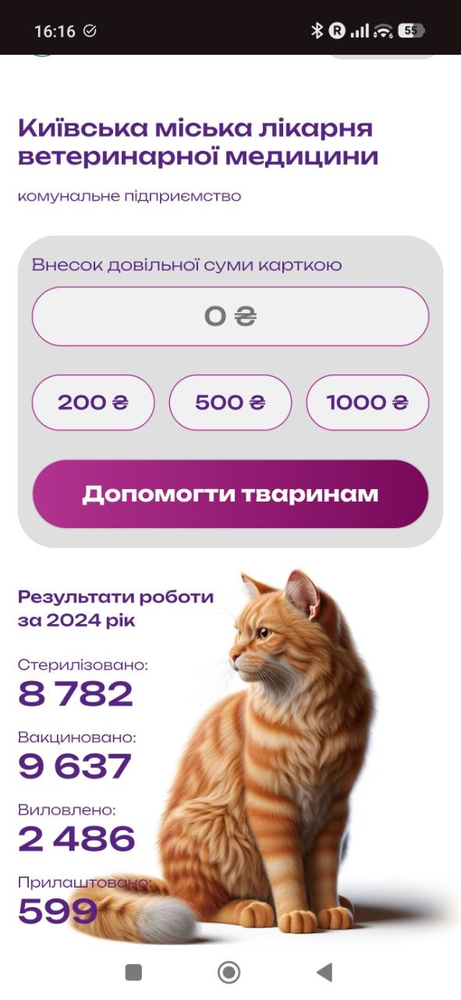 16:16
R
6
55
Київська міська лікарня
ветеринарної медицини
комунальне підприємство
Внесок довільної суми карткою
0 ₴
200 ₴
500 ₴
1000 ₴
Допомогти тваринам
Результати роботи
за 2024 рік
Стерилізовано:
8 782
Вакциновано:
9 637
Виловлено:
2 486
Прилаштовано:
599